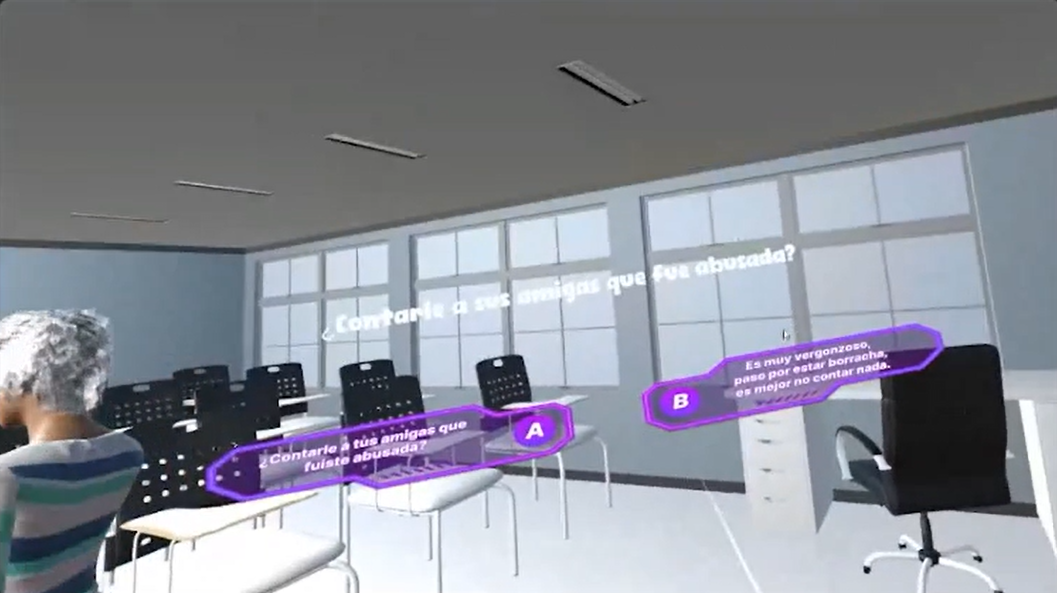 ¿Contarle a sus amigas que fue abusada?
¿Contarle a tus amigas que
fuiste abusada?
A
B
Es muy vergonzoso,
paso por estar borracha,
es mejor no contar nada.